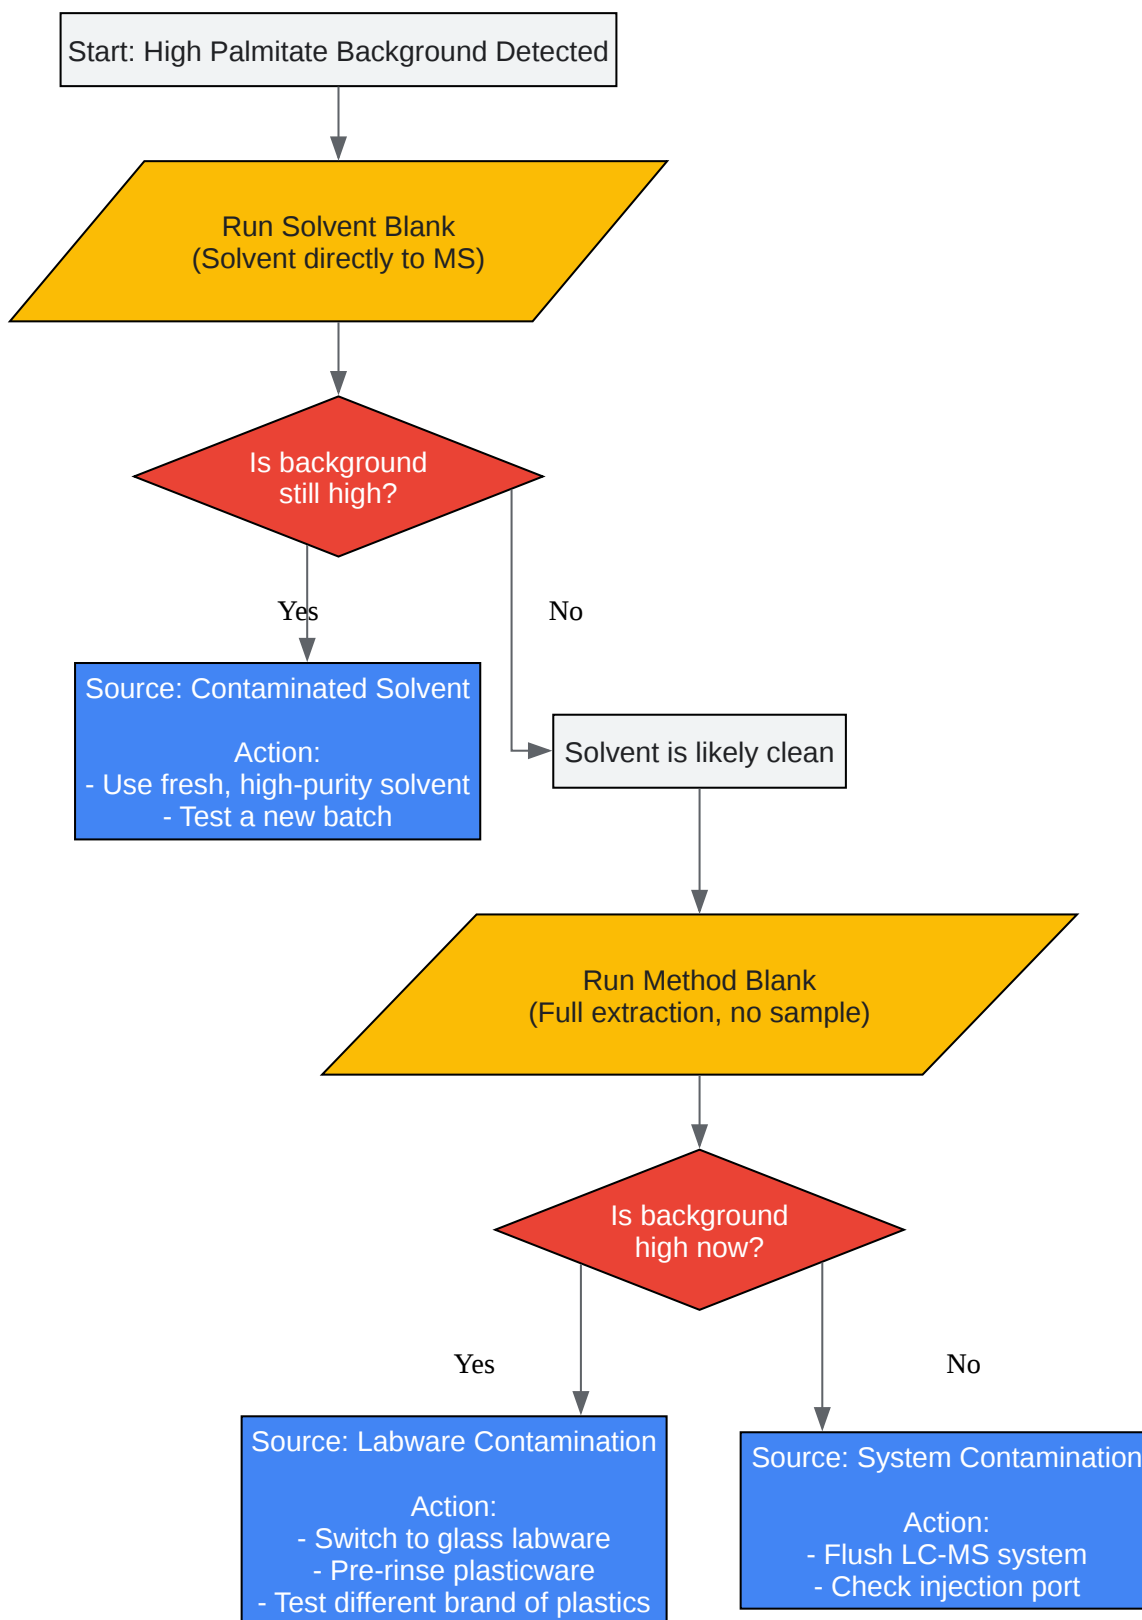 Start: High Palmitate Background Detected
Run Solvent Blank
(Solvent directly to MS)
Is background
still high?
Yes
No
Source: Contaminated Solvent
Action:
- Use fresh, high-purity solvent
- Test a new batch
Solvent is likely clean
Run Method Blank
(Full extraction, no sample)
Is background
high now?
Yes
No
Source: Labware Contamination
Action:
- Switch to glass labware
- Pre-rinse plasticware
- Test different brand of plastics
Source: System Contamination
Action:
- Flush LC-MS system
- Check injection port